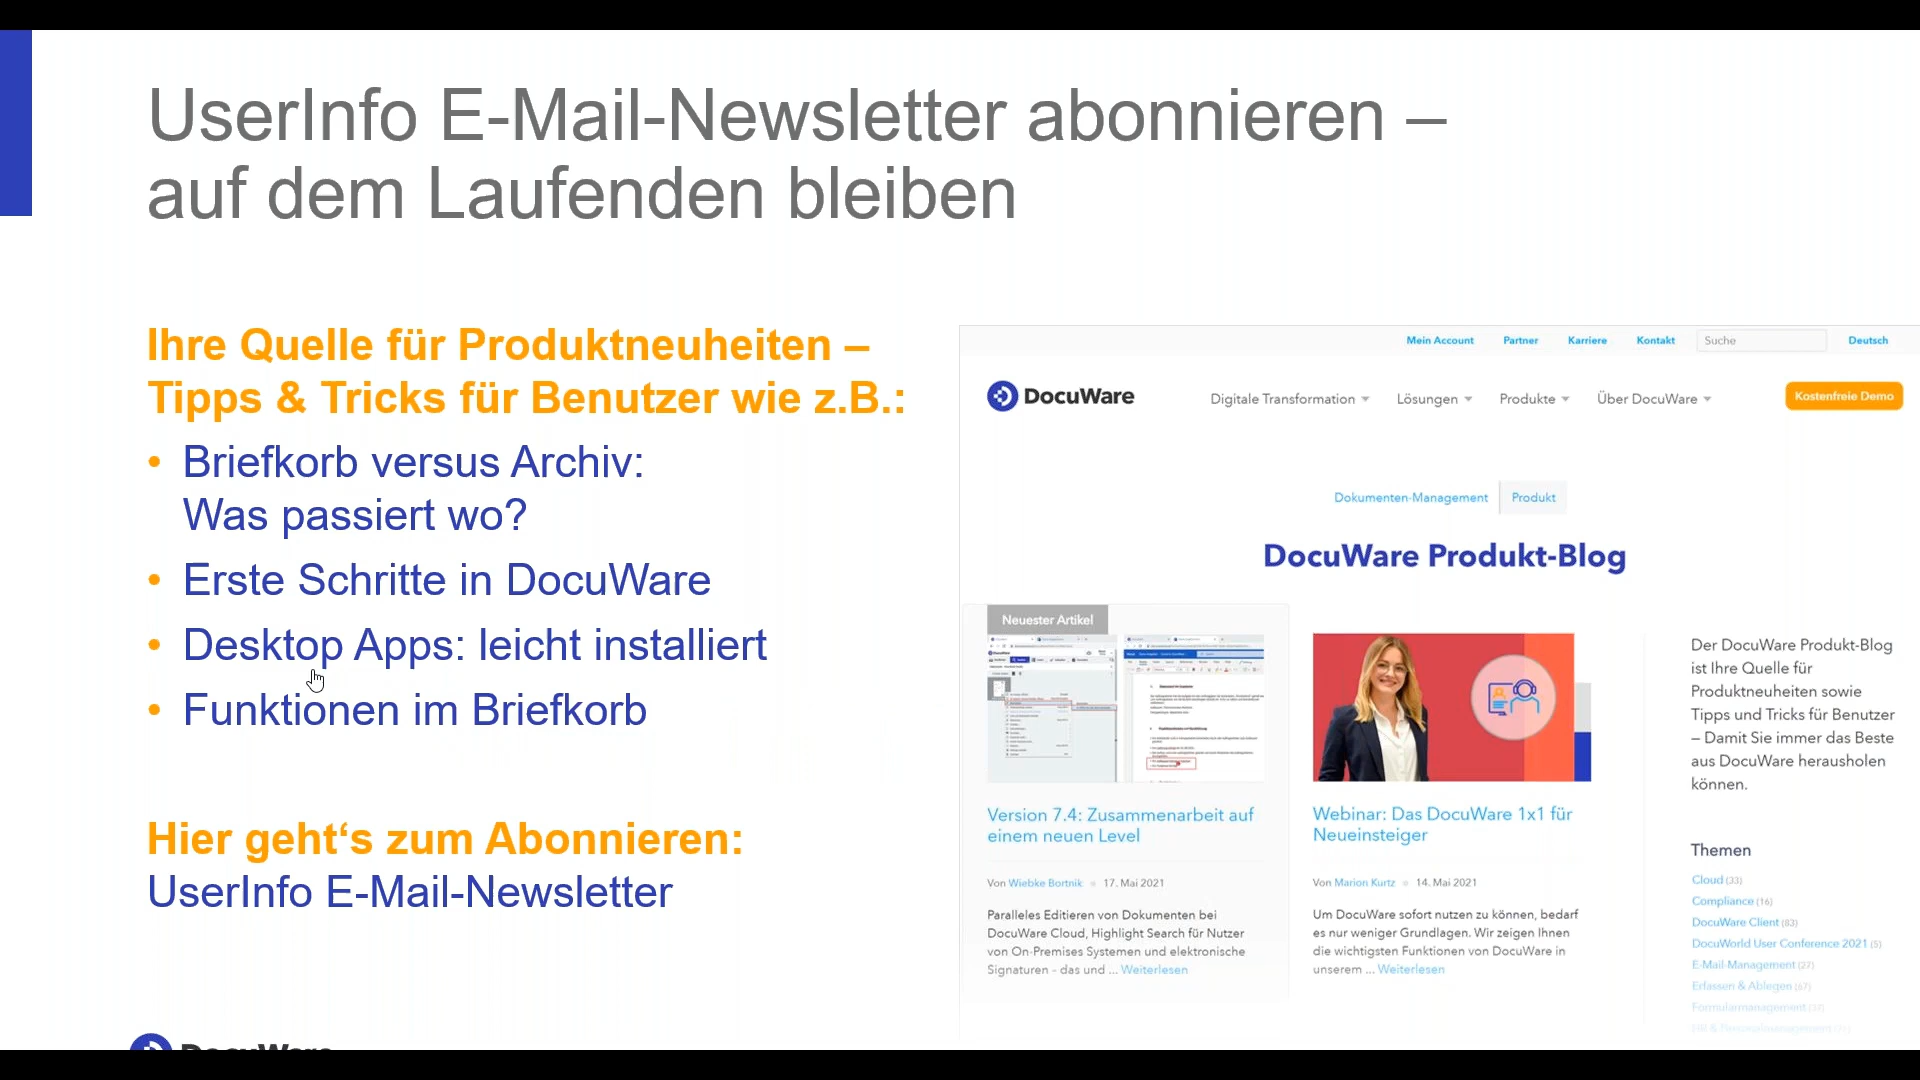 UserInfo E-Mail-Newsletter abonnieren –
auf dem Laufenden bleiben
Ihre Quelle für Produktneuheiten –
Tipps & Tricks für Benutzer wie z.B.:
• Briefkorb versus Archiv:
Was passiert wo?
• Erste Schritte in DocuWare
• Desktop Apps: leicht installiert
• Funktionen im Briefkorb
Hier geht‘s zum Abonnieren:
UserInfo E-Mail-Newsletter
DocuWare
Mein Account Partner Karriere Kontakt Suche Deutsch
DocuWare Digitale Transformation Lösungen Produkte Über DocuWare Kostenfreie Demo
Dokumenten-Management Produkt
DocuWare Produkt-Blog
Neuester Artikel
Version 7.4: Zusammenarbeit auf
einem neuen Level
Von Wiebke Bortnik 17. Mai 2021
Paralleles Editieren von Dokumenten bei
DocuWare Cloud, Highlight Search für Nutzer
von On-Premises Systemen und elektronische
Signaturen – das und ... Weiterlesen
Webinar: Das DocuWare 1x1 für
Neueinsteiger
Von Marion Kurtz 14. Mai 2021
Um DocuWare sofort nutzen zu können, bedarf
es nur weniger Grundlagen. Wir zeigen Ihnen
die wichtigsten Funktionen von DocuWare in
unserem ... Weiterlesen
Der DocuWare Produkt-Blog
ist Ihre Quelle für
Produktneuheiten sowie
Tipps und Tricks für Benutzer
– Damit Sie immer das Beste
aus DocuWare herausholen
können.
Themen
Cloud (33)
Compliance (16)
DocuWare Client (83)
DocuWorld User Conference 2021 (5)
E-Mail-Management (27)
Erfassen & Ablegen (67)
Formularmanagement
HR & Personalmanagement